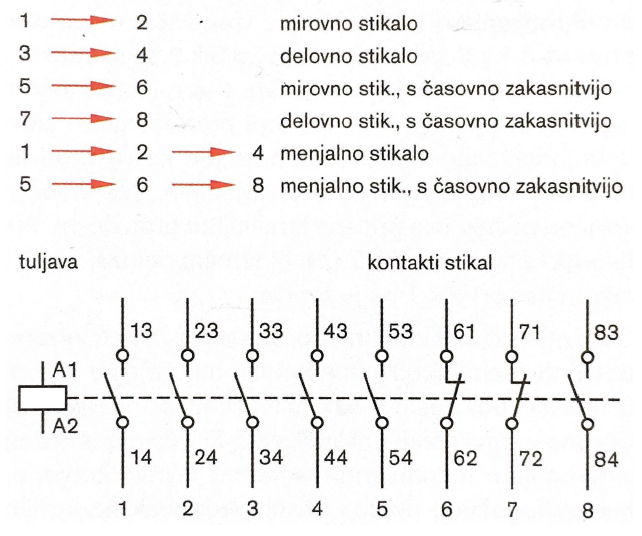 1 2 mirovno stikalo
3 4 delovno stikalo
5 6 mirovno stik., s časovno zakasnitvijo
7 8 delovno stik., s časovno zakasnitvijo
1 2 4 menjalno stikalo
5 6 8 menjalno stik., s časovno zakasnitvijo
tuljava kontakti stikal
13 23 33 43 53 61 71 83
A1
A2
14 24 34 44 54 62 72 84
1 2 3 4 5 6 7 8